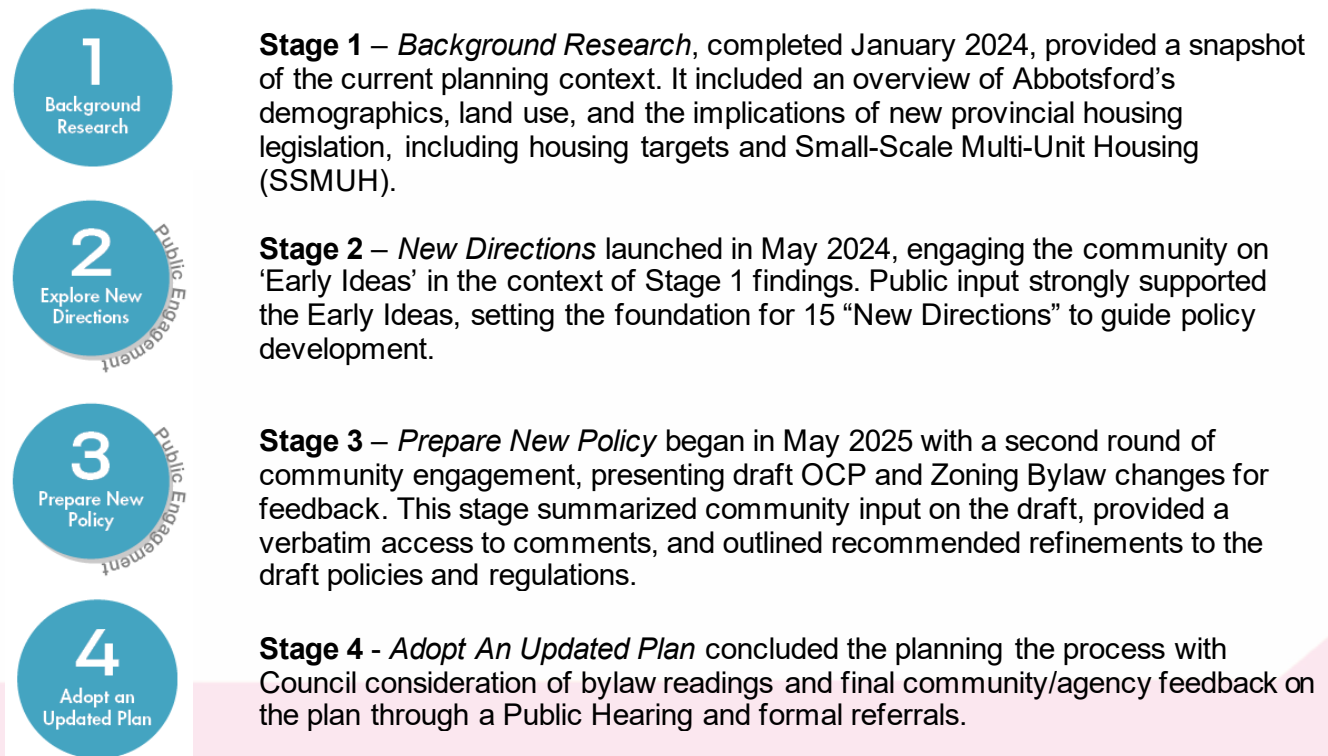 1
Background
Research
Stage 1 – Background Research, completed January 2024, provided a snapshot
of the current planning context. It included an overview of Abbotsford's
demographics, land use, and the implications of new provincial housing
legislation, including housing targets and Small-Scale Multi-Unit Housing
(SSMUH).
2
Explore New
Directions
Public Engagement
Stage 2 – New Directions launched in May 2024, engaging the community on
'Early Ideas' in the context of Stage 1 findings. Public input strongly supported
the Early Ideas, setting the foundation for 15 “New Directions” to guide policy
development.
3
Prepare New
Policy
Public Engagement
Stage 3 – Prepare New Policy began in May 2025 with a second round of
community engagement, presenting draft OCP and Zoning Bylaw changes for
feedback. This stage summarized community input on the draft, provided a
verbatim access to comments, and outlined recommended refinements to the
draft policies and regulations.
4
Adopt an
Updated Plan
Stage 4 - Adopt An Updated Plan concluded the planning the process with
Council consideration of bylaw readings and final community/agency feedback on
the plan through a Public Hearing and formal referrals.